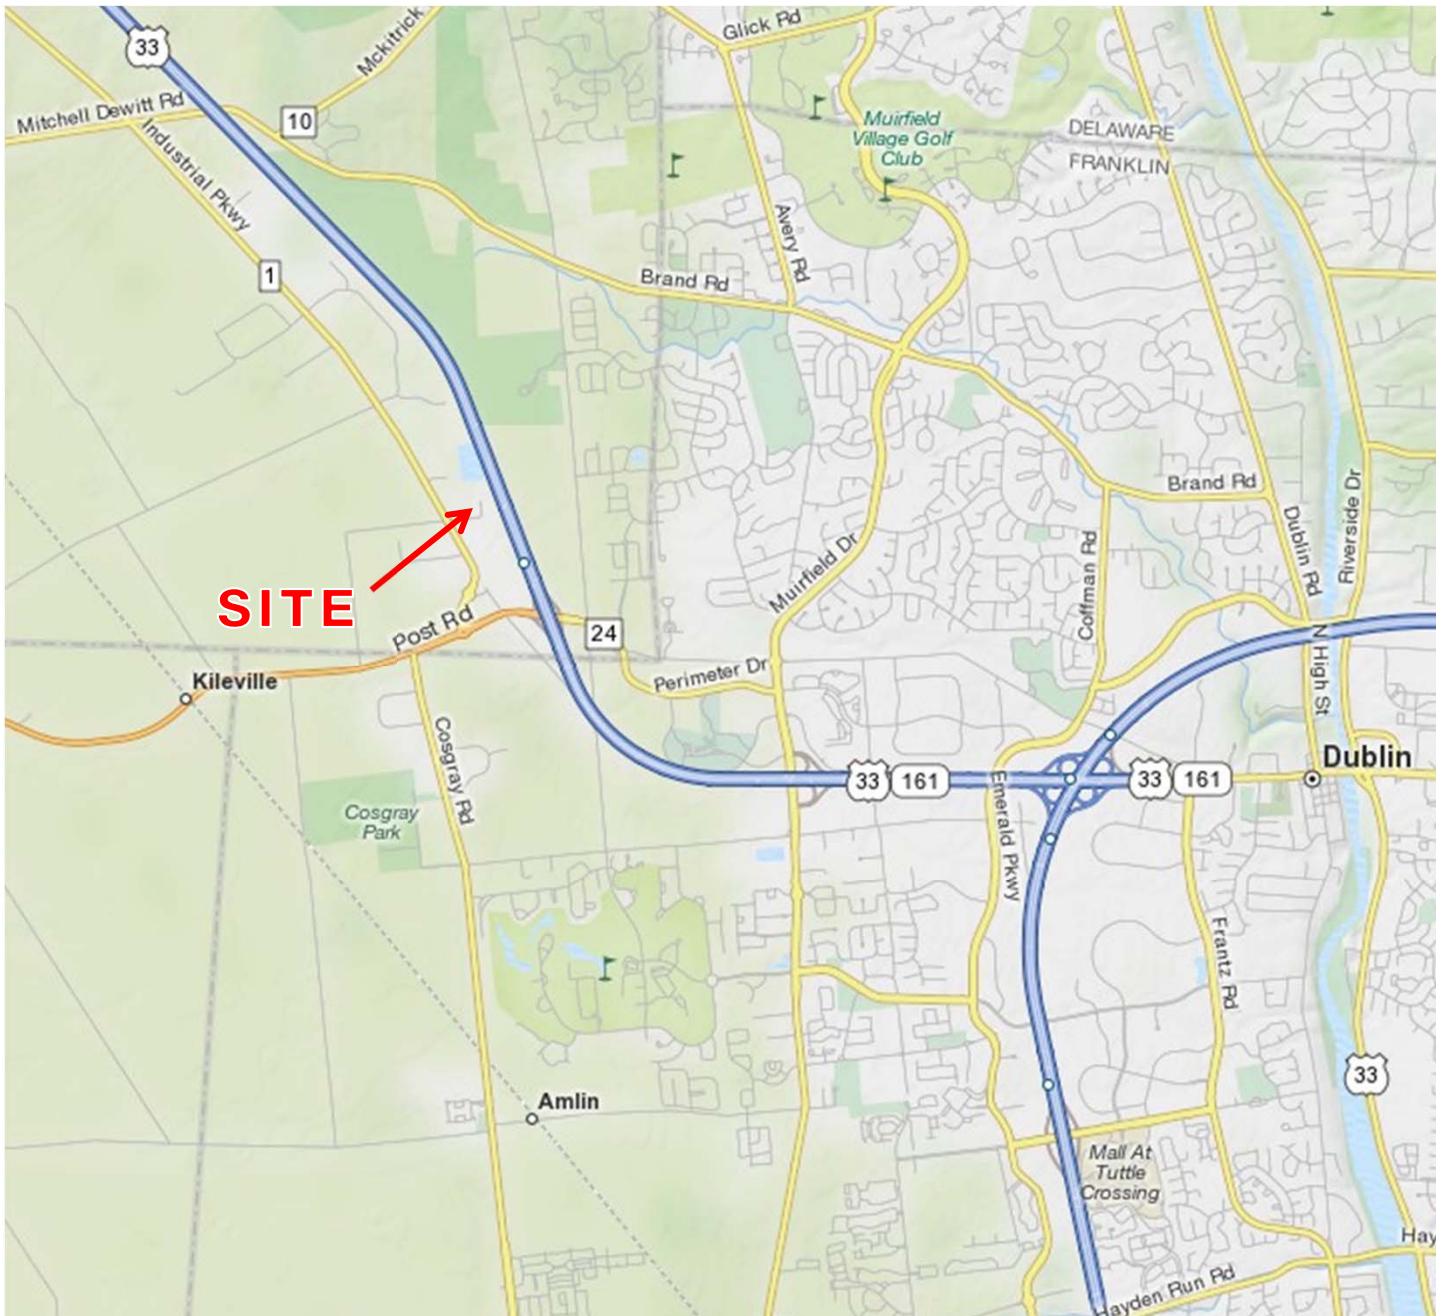 Glick Rd
33
Mckitrick
Mitchell Dewitt Rd
10
Muirfield
Village Golf
Club
DELAWARE
FRANKLIN
Industrial Pkwy
Avery Rd
1
Brand Rd
Brand Rd
Dublin Rd
Riverside Dr
Muirfield Dr
Coffman Rd
SITE
Post Rd
24
N High St
Perimeter Dr
Kileville
Cosgray Rd
Dublin
33
161
33
161
Emerald Pkwy
Cosgray
Park
Frantz Rd
33
Amlin
Mall At
Tuttle
Crossing
Hay
Hayden Run Rd